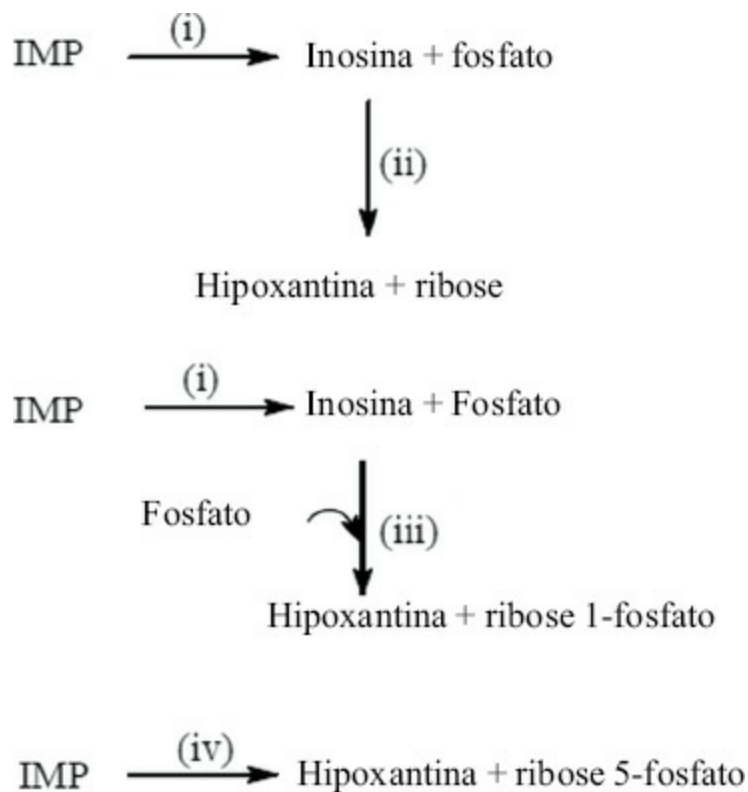 (i)
IMP Inosina + fosfato
(ii)
Hipoxantina + ribose
(i)
IMP Inosina + Fosfato
Fosfato (iii)
Hipoxantina + ribose 1-fosfato
(iv)
IMP Hipoxantina + ribose 5-fosfato